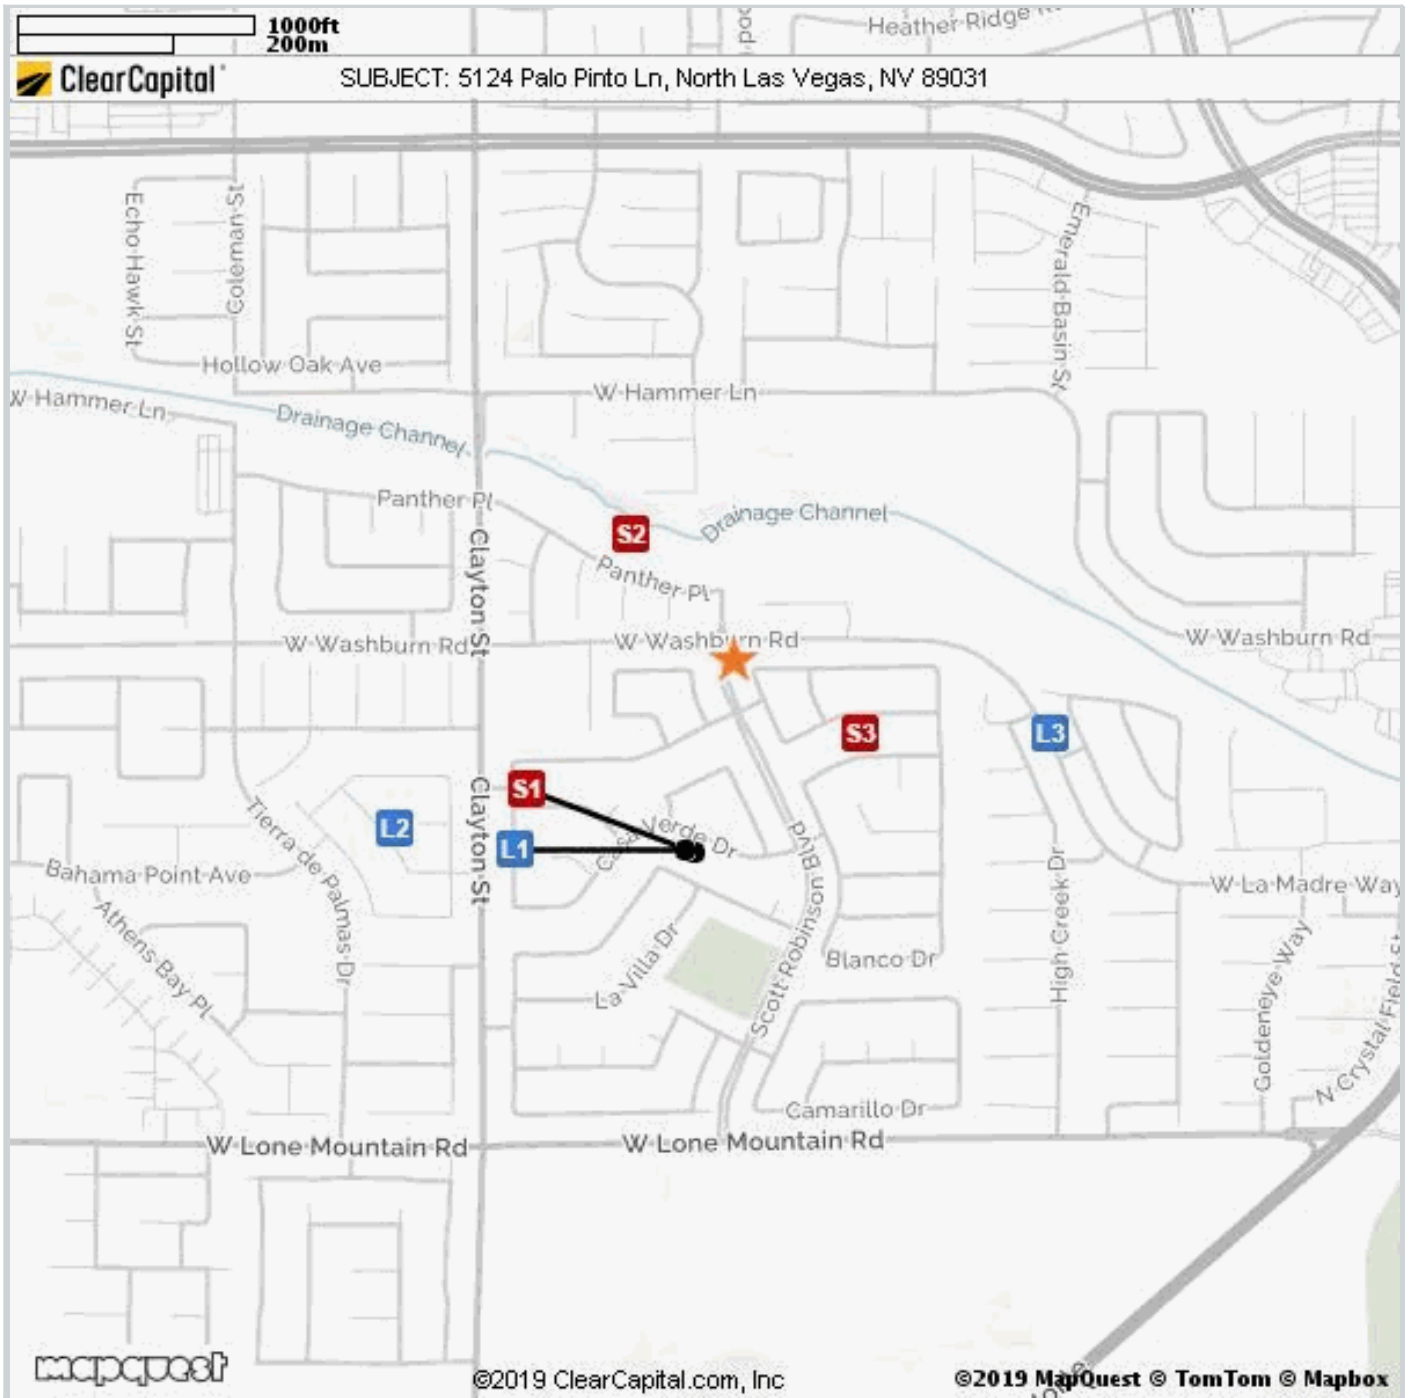 1000ft
200m
Heather Ridge
ClearCapital
SUBJECT: 5124 Palo Pinto Ln, North Las Vegas, NV 89031
Echo Hawk St
Coleman St
Emerald Basin St
Hollow Oak Ave
W Hammer Ln
W Hammer Ln
Drainage Channel
Panther Pl
Drainage Channel
S2
Clayton St
Panther Pl
W Washburn Rd
W Washburn Rd
W Washburn Rd
S3
L3
S1
Clayton St
L2
L1
Casa Verde Dr
Tierra de Palmas Dr
Bahama Point Ave
Scott Robinson Blvd
High Creek Dr
W La Madre Way
Athens Bay Pl
La Villa Dr
Blanco Dr
Goldeneye Way
N Crystal Field St
Camarillo Dr
W Lone Mountain Rd
W Lone Mountain Rd
mapquest
©2019 ClearCapital.com, Inc
©2019 MapQuest © TomTom © Mapbox